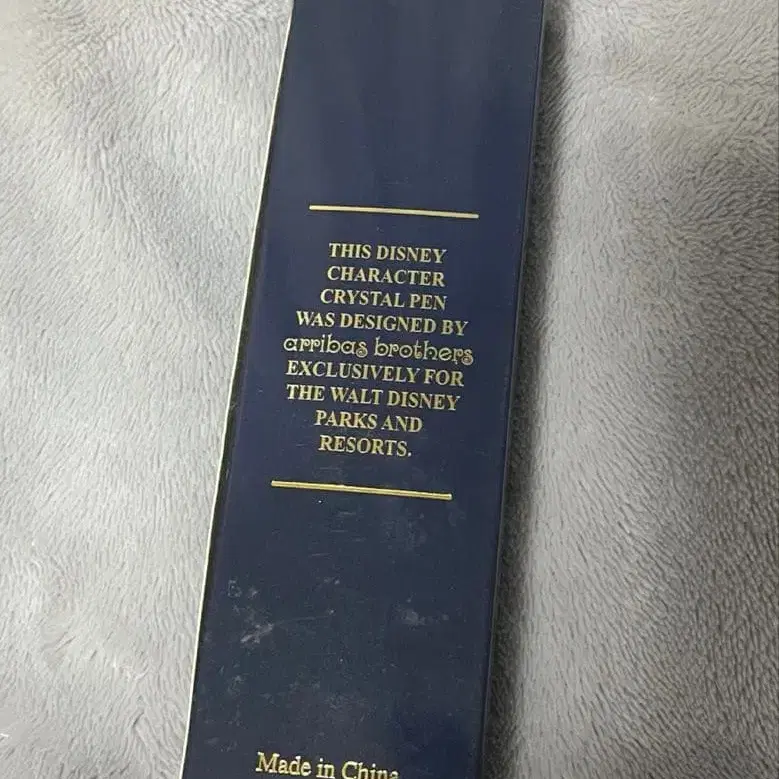 THIS DISNEY
CHARACTER
CRYSTAL PEN
WAS DESIGNED BY
arribas brothers
EXCLUSIVELY FOR
THE WALT DISNEY
PARKS AND
RESORTS.
Made in China